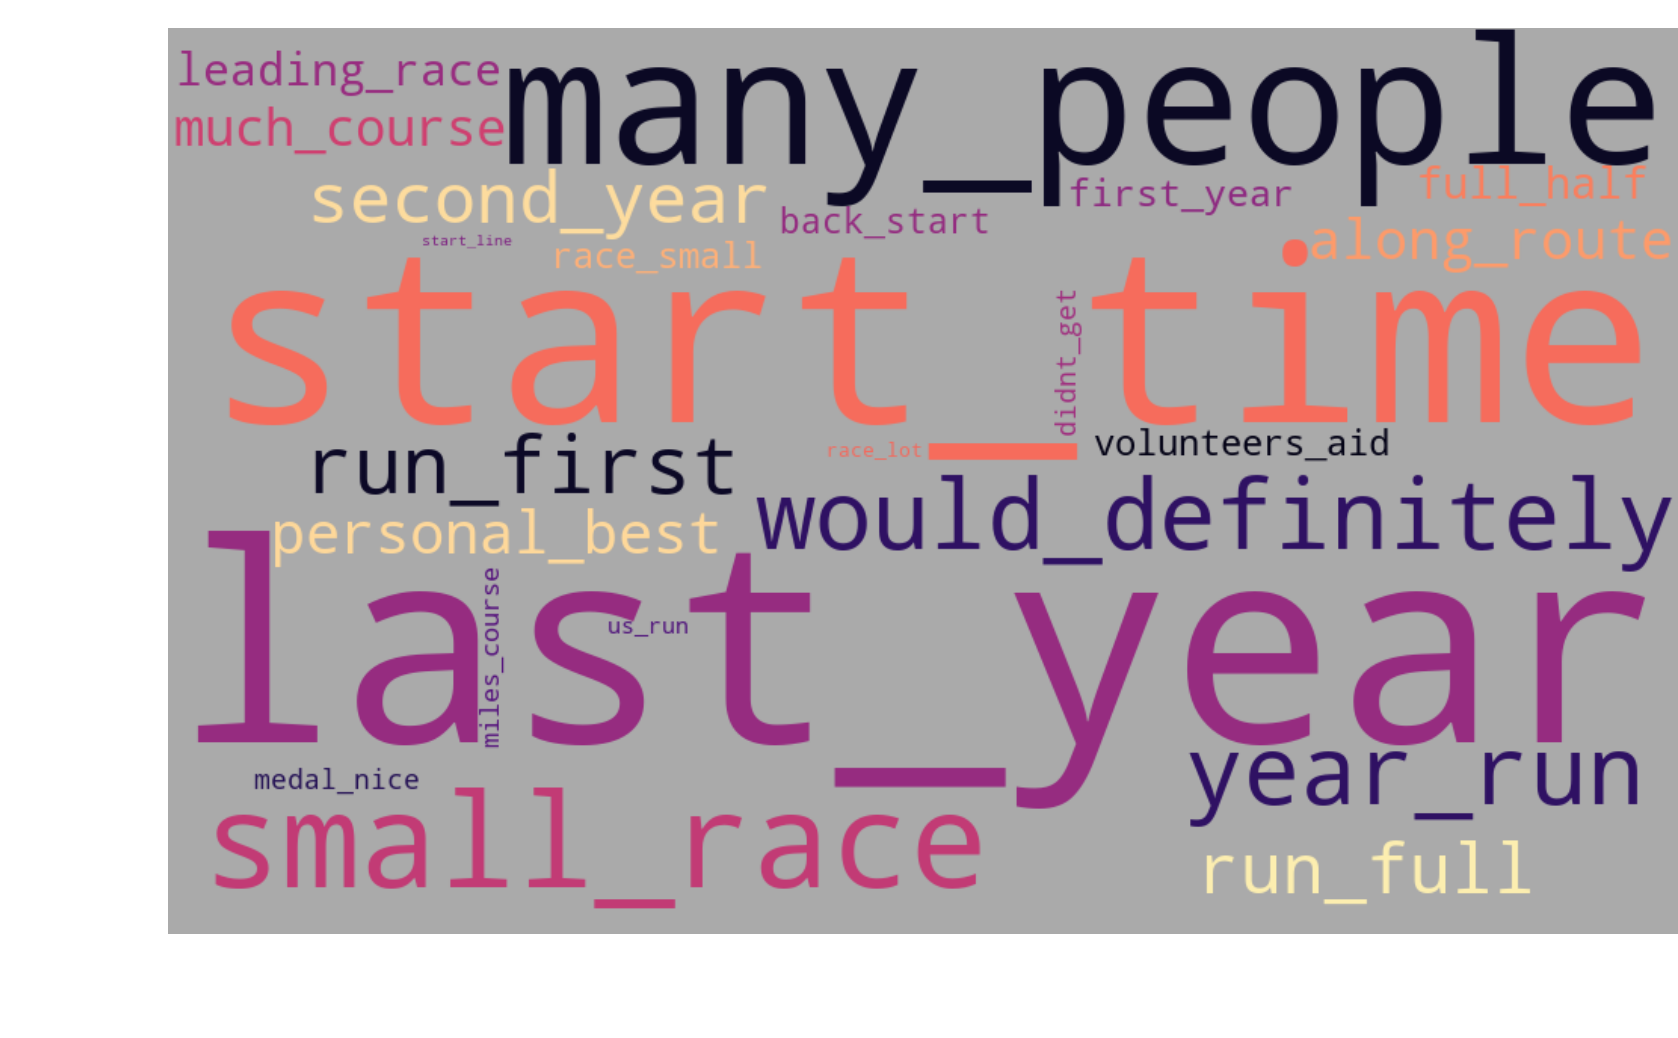 leading_race
many_people
much_course
second_year
first_year
full_half
back_start
start_line
race_small
along_route
start_time
didnt_get
run_first
race_lot
volunteers_aid
personal_best
would_definitely
last_year
miles_course
us_run
year_run
medal_nice
small_race
run_full